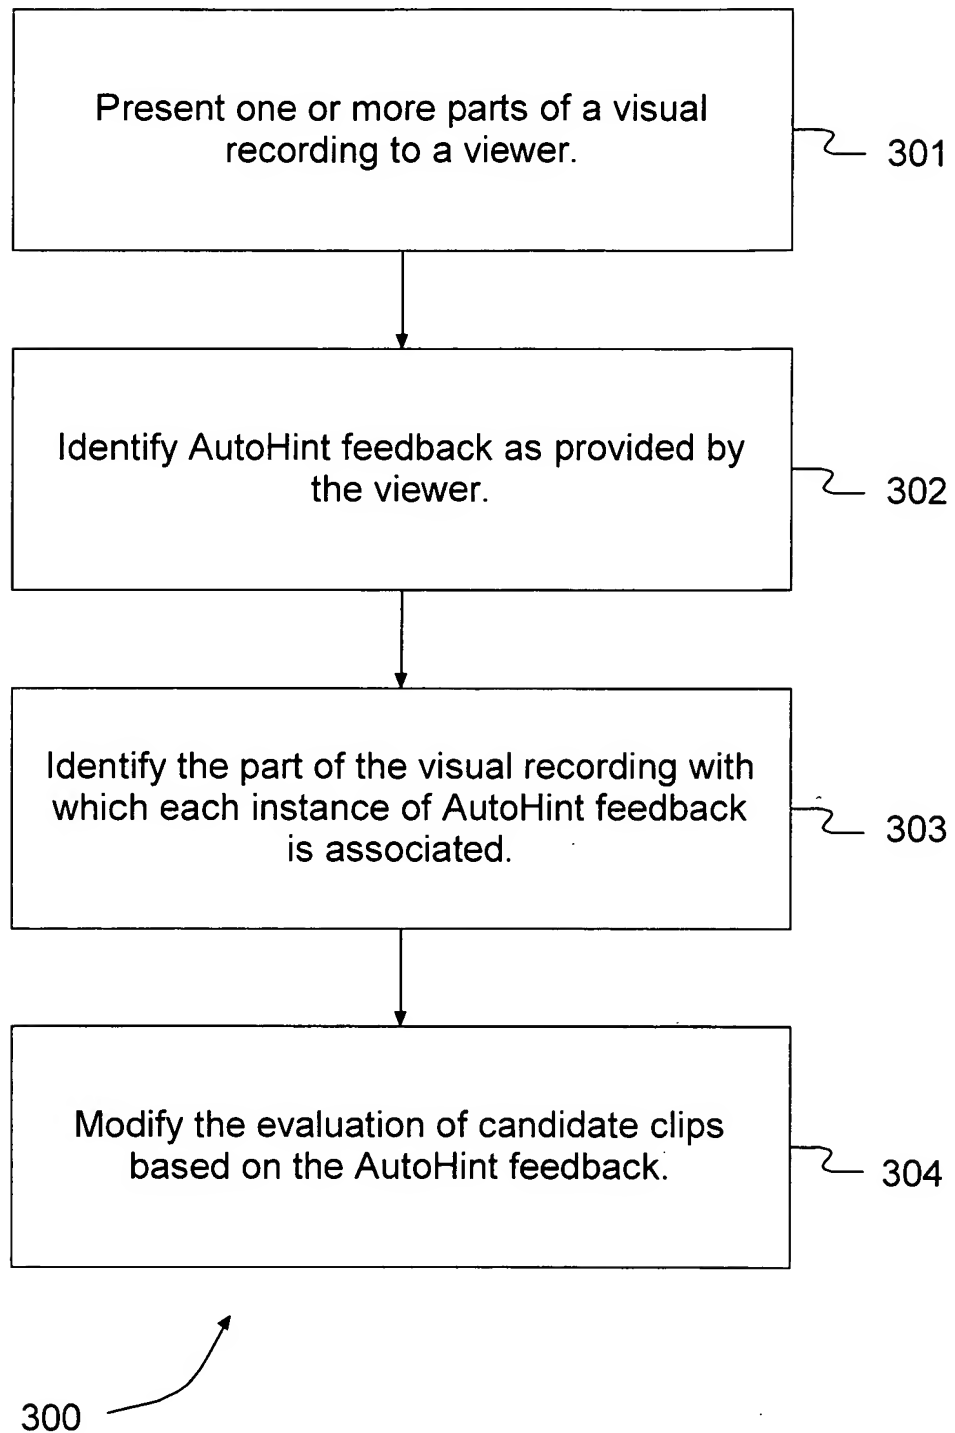 Present one or more parts of a visual
recording to a viewer.
301
Identify AutoHint feedback as provided by
the viewer.
302
Identify the part of the visual recording with
which each instance of AutoHint feedback
is associated.
303
Modify the evaluation of candidate clips
based on the AutoHint feedback.
304
300